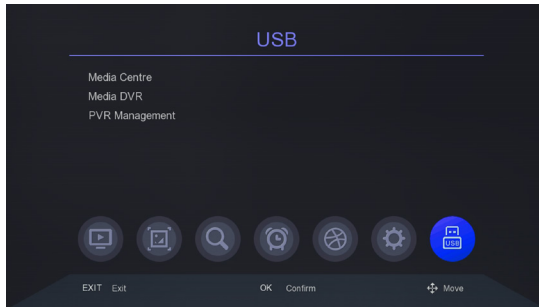 USB
Media Centre
Media DVR
PVR Management
USB
EXIT Exit OK Confirm Move